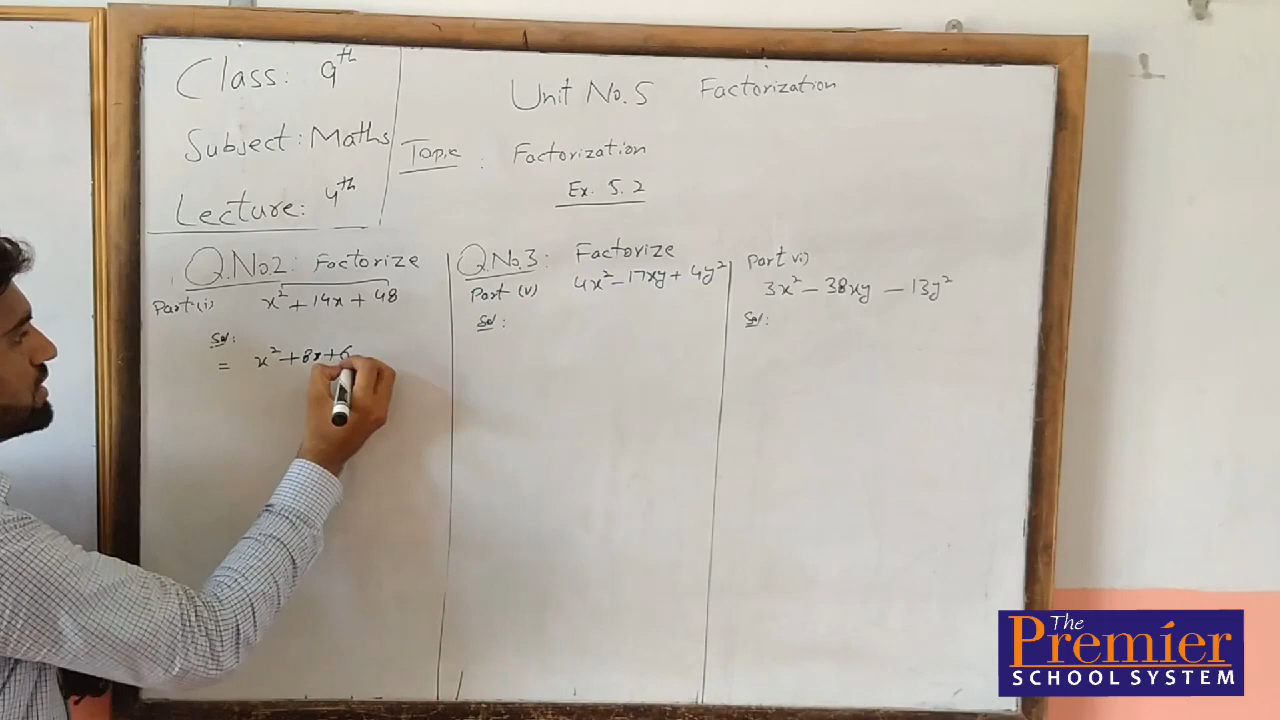 Class: 9th
Subject: Maths
Lecture: 4th
Unit No. 5 Factorization
Topic : Factorization
Ex. 5.2
Q.No.2: Factorize
Part(i) x² + 14x + 48
Sol:
= x² + 8x + 6
Q.No.3: Factorize
Part (v) 4x² - 17xy + 4y²
Sol:
Part vi)
3x² - 38xy - 13y²
Sol:
The
Premier
SCHOOL SYSTEM